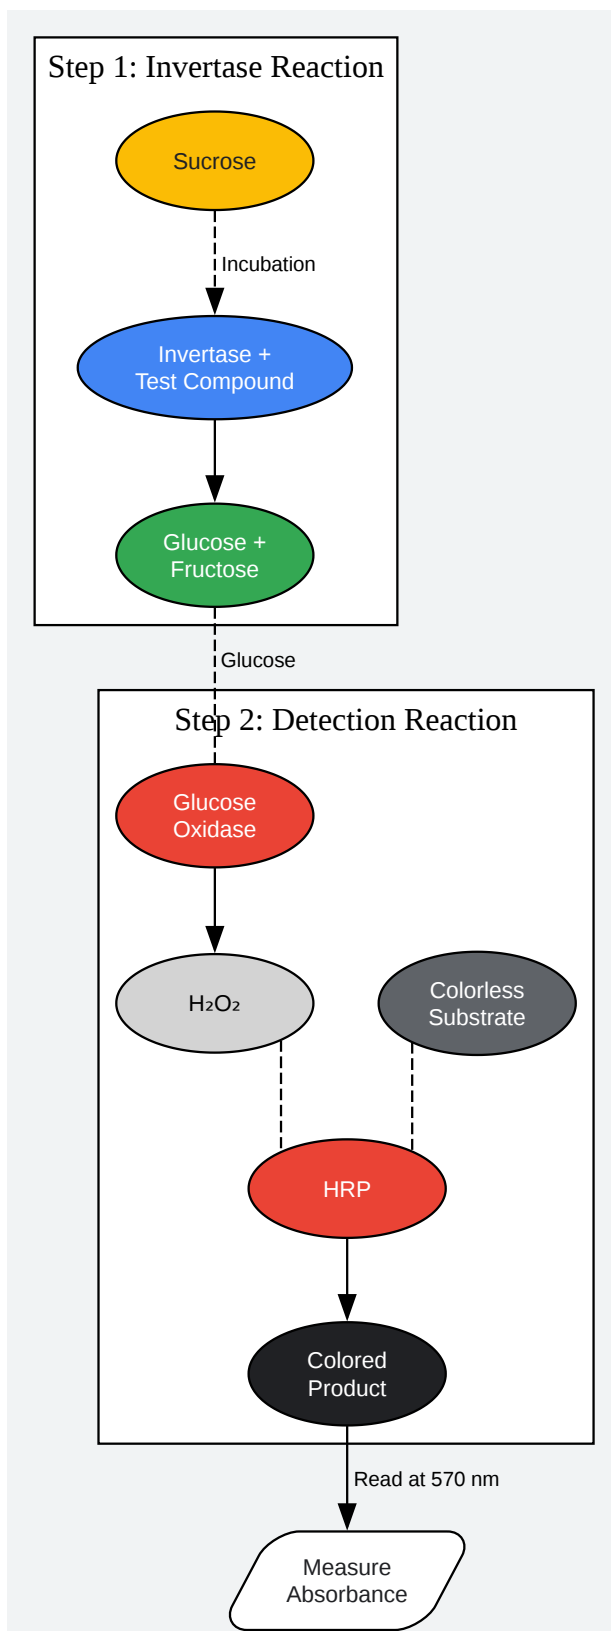 Step 1: Invertase Reaction
Sucrose
Incubation
Invertase +
Test Compound
Glucose +
Fructose
Glucose
Step 2: Detection Reaction
Glucose
Oxidase
H₂O₂
Colorless
Substrate
HRP
Colored
Product
Read at 570 nm
Measure
Absorbance